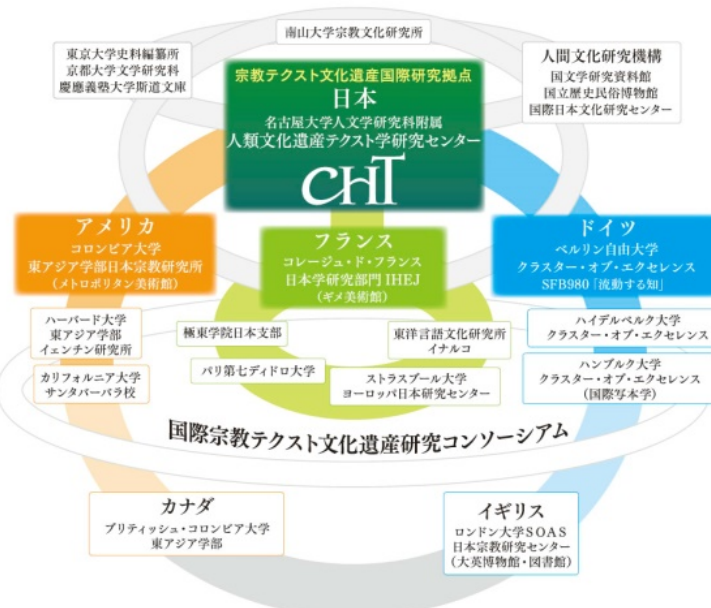 南山大学宗教文化研究所
東京大学史料編纂所
京都大学文学研究科
慶應義塾大学斯道文庫
人間文化研究機構
国文学研究資料館
国立歴史民俗博物館
国際日本文化研究センター
宗教テクスト文化遺産国際研究拠点
日本
名古屋大学人文学研究科附属
人類文化遺産テクスト学研究センター
CHT
アメリカ
コロンビア大学
東アジア学部日本宗教研究所
(メトロポリタン美術館)
フランス
コレージュ・ド・フランス
日本学研究部門 IHEJ
(ギメ美術館)
ドイツ
ベルリン自由大学
クラスター・オブ・エクセレンス
SFB980「流動する知」
ハーバード大学
東アジア学部
イェンチン研究所
カリフォルニア大学
サンタバーバラ校
極東学院日本支部
パリ第七ディドロ大学
東洋言語文化研究所
イナルコ
ストラスブール大学
ヨーロッパ日本研究センター
ハイデルベルク大学
クラスター・オブ・エクセレンス
ハンブルク大学
クラスター・オブ・エクセレンス
(国際写本学)
国際宗教テクスト文化遺産研究コンソーシアム
カナダ
ブリティッシュ・コロンビア大学
東アジア学部
イギリス
ロンドン大学SOAS
日本宗教研究センター
(大英博物館・図書館)